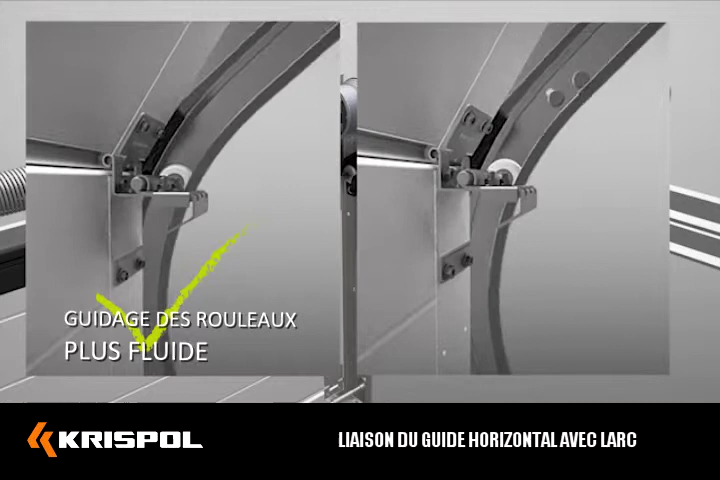 GUIDAGE DES ROULEAUX
PLUS FLUIDE
KRISPOL
LIAISON DU GUIDE HORIZONTAL AVEC LARC